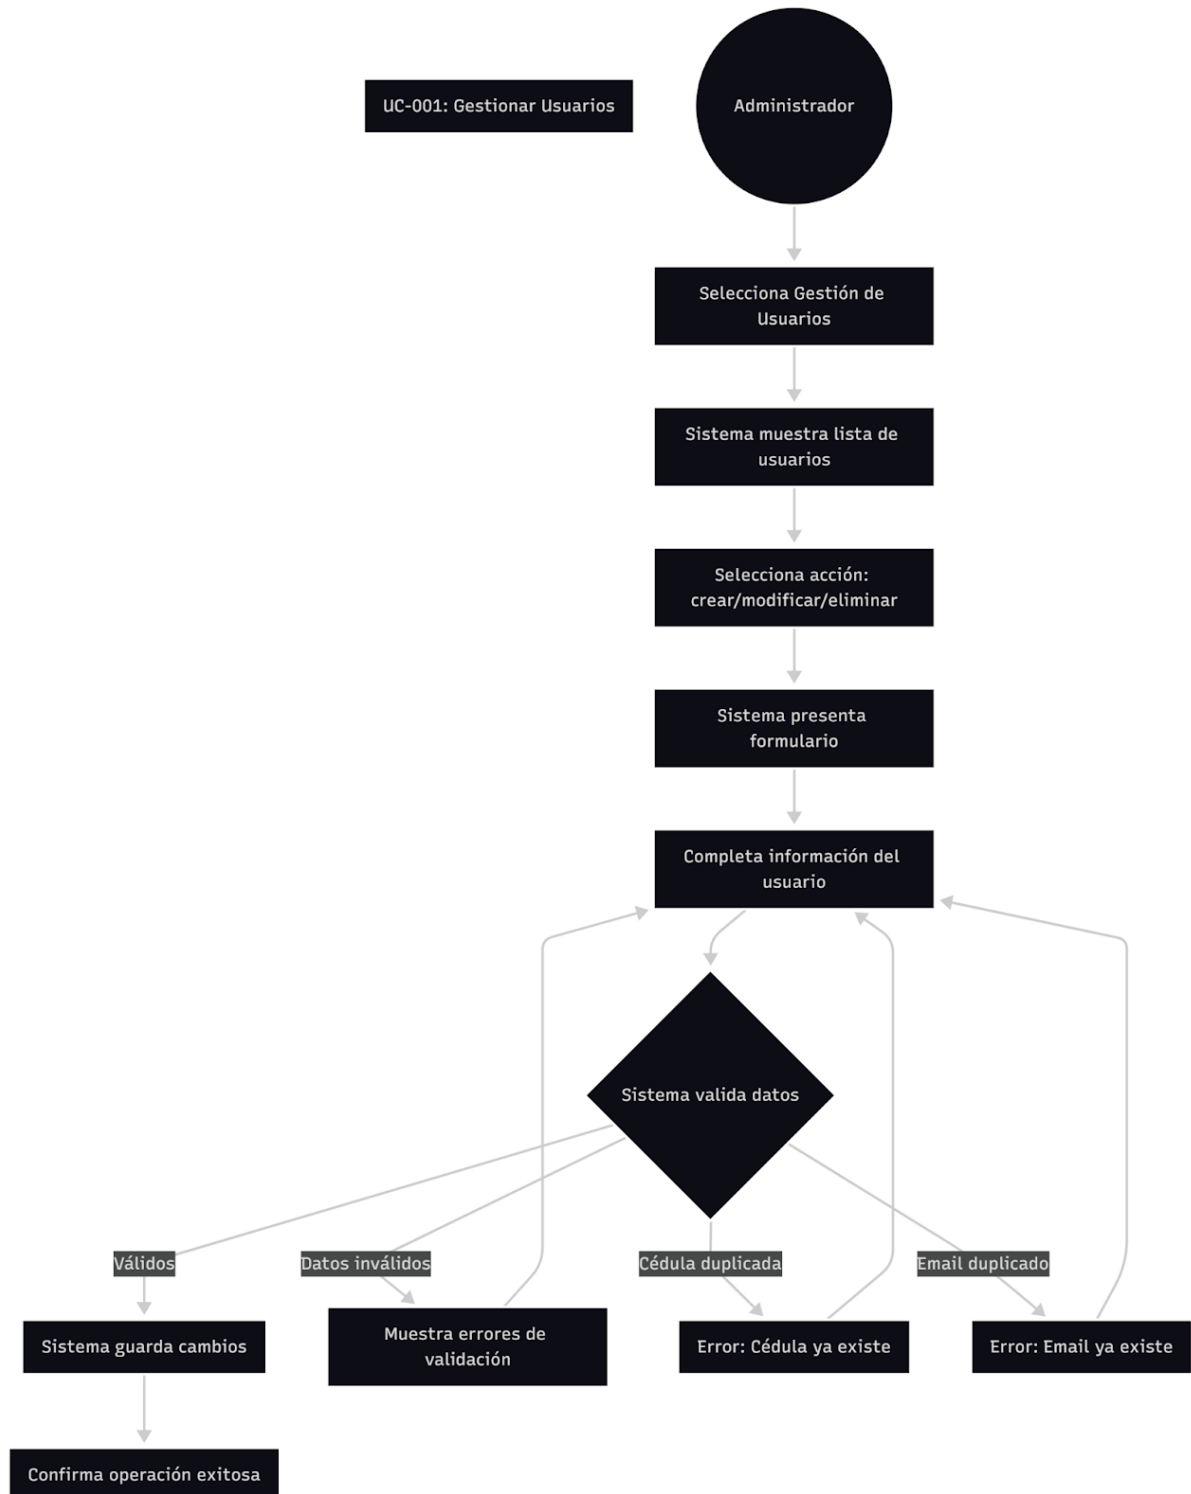 UC-001: Gestionar Usuarios
Administrador
Selecciona Gestión de
Usuarios
Sistema muestra lista de
usuarios
Selecciona acción:
crear/modificar/eliminar
Sistema presenta
formulario
Completa información del
usuario
Sistema valida datos
Válidos
Datos inválidos
Cédula duplicada
Email duplicado
Sistema guarda cambios
Muestra errores de
validación
Error: Cédula ya existe
Error: Email ya existe
Confirma operación exitosa